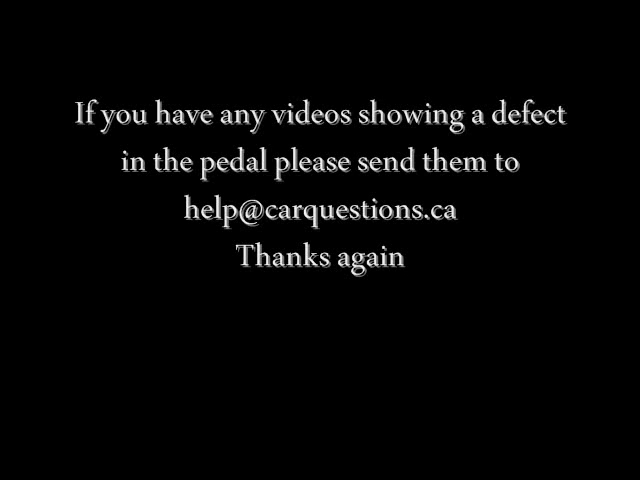 If you have any videos showing a defect
in the pedal please send them to
help@carquestions.ca
Thanks again